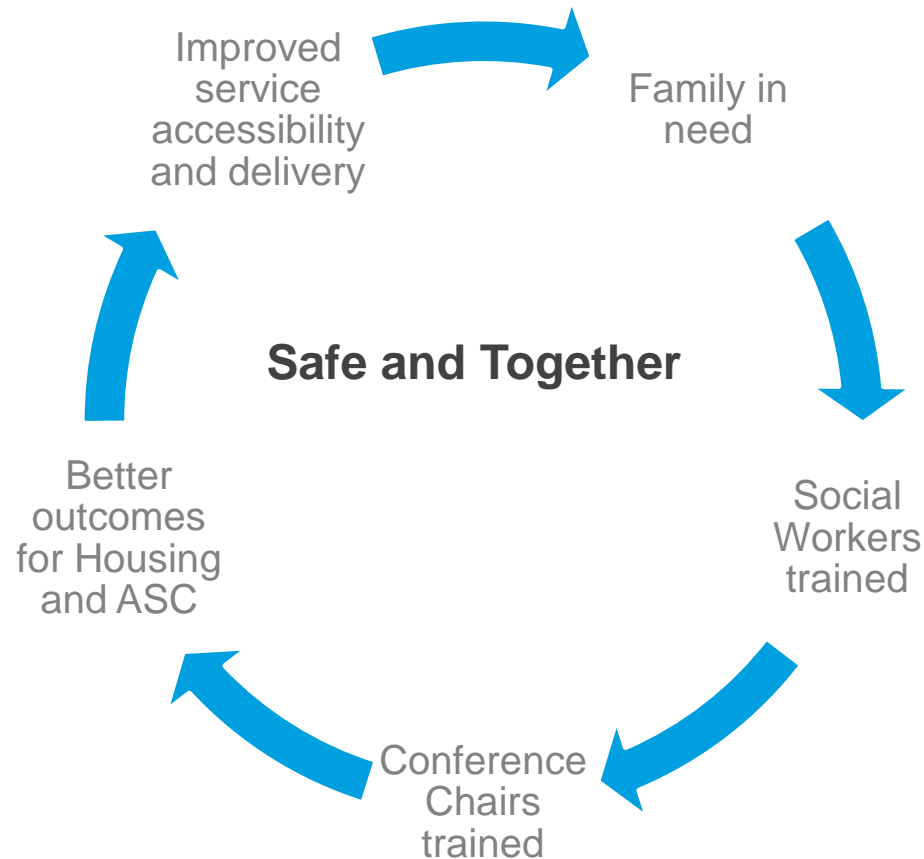 Improved
service
accessibility
and delivery
Family in
need
Safe and Together
Social
Workers
trained
Conference
Chairs
trained
Better
outcomes
for Housing
and ASC